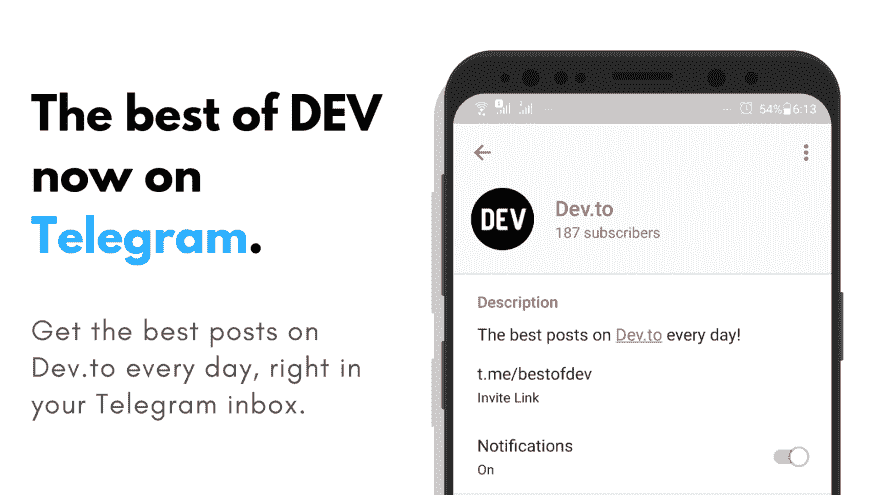 The best of DEV
now on
Telegram.
Get the best posts on
Dev.to every day, right in
your Telegram inbox.
54% 6:13
DEV
Dev.to
187 subscribers
Description
The best posts on Dev.to every day!
t.me/bestofdev
Invite Link
Notifications
On